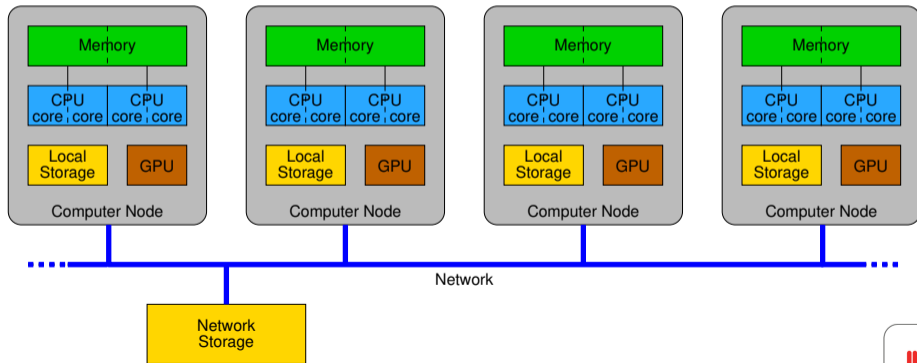 Memory
CPU CPU
core core core core
Local
Storage
GPU
Computer Node
Memory
CPU CPU
core core core core
Local
Storage
GPU
Computer Node
Memory
CPU CPU
core core core core
Local
Storage
GPU
Computer Node
Memory
CPU CPU
core core core core
Local
Storage
GPU
Computer Node
Network
Network
Storage